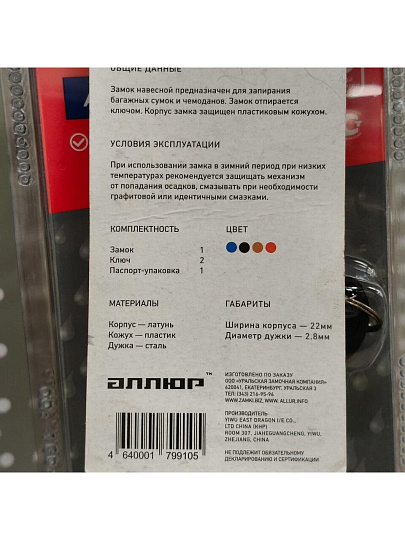 ОБЩИЕ ДАННЫЕ
Замок навесной предназначен для запирания
багажных сумок и чемоданов. Замок отпирается
ключом. Корпус замка защищен пластиковым кожухом.
УСЛОВИЯ ЭКСПЛУАТАЦИИ
При использовании замка в зимний период при низких
температурах рекомендуется защищать механизм
от попадания осадков, смазывать при необходимости
графитовой или идентичными смазками.
КОМПЛЕКТНОСТЬ
Замок 1
Ключ 2
Паспорт-упаковка 1
ЦВЕТ
МАТЕРИАЛЫ
Корпус — латунь
Кожух — пластик
Дужка — сталь
ГАБАРИТЫ
Ширина корпуса — 22мм
Диаметр дужки — 2.8мм
АЛЛЮР™
4 640001 799105
ИЗГОТОВЛЕНО ПО ЗАКАЗУ
ООО «УРАЛЬСКАЯ ЗАМОЧНАЯ КОМПАНИЯ»
620041, ЕКАТЕРИНБУРГ, УРАЛЬСКАЯ 3
ТЕЛ: (343) 216-95-96
WWW.ZAMKI.BIZ, WWW.ALLUR.INFO
ПРОИЗВОДИТЕЛЬ:
YIWU EAST DRAGON I/E CO.,
LTD CHINA (КНР)
ROOM 307, JIANEGUANGCHENG, YIWU,
ZHEJIANG, CHINA
НЕ ПОДЛЕЖИТ ОБЯЗАТЕЛЬНОМУ
ДЕКЛАРИРОВАНИЮ И СЕРТИФИКАЦИИ